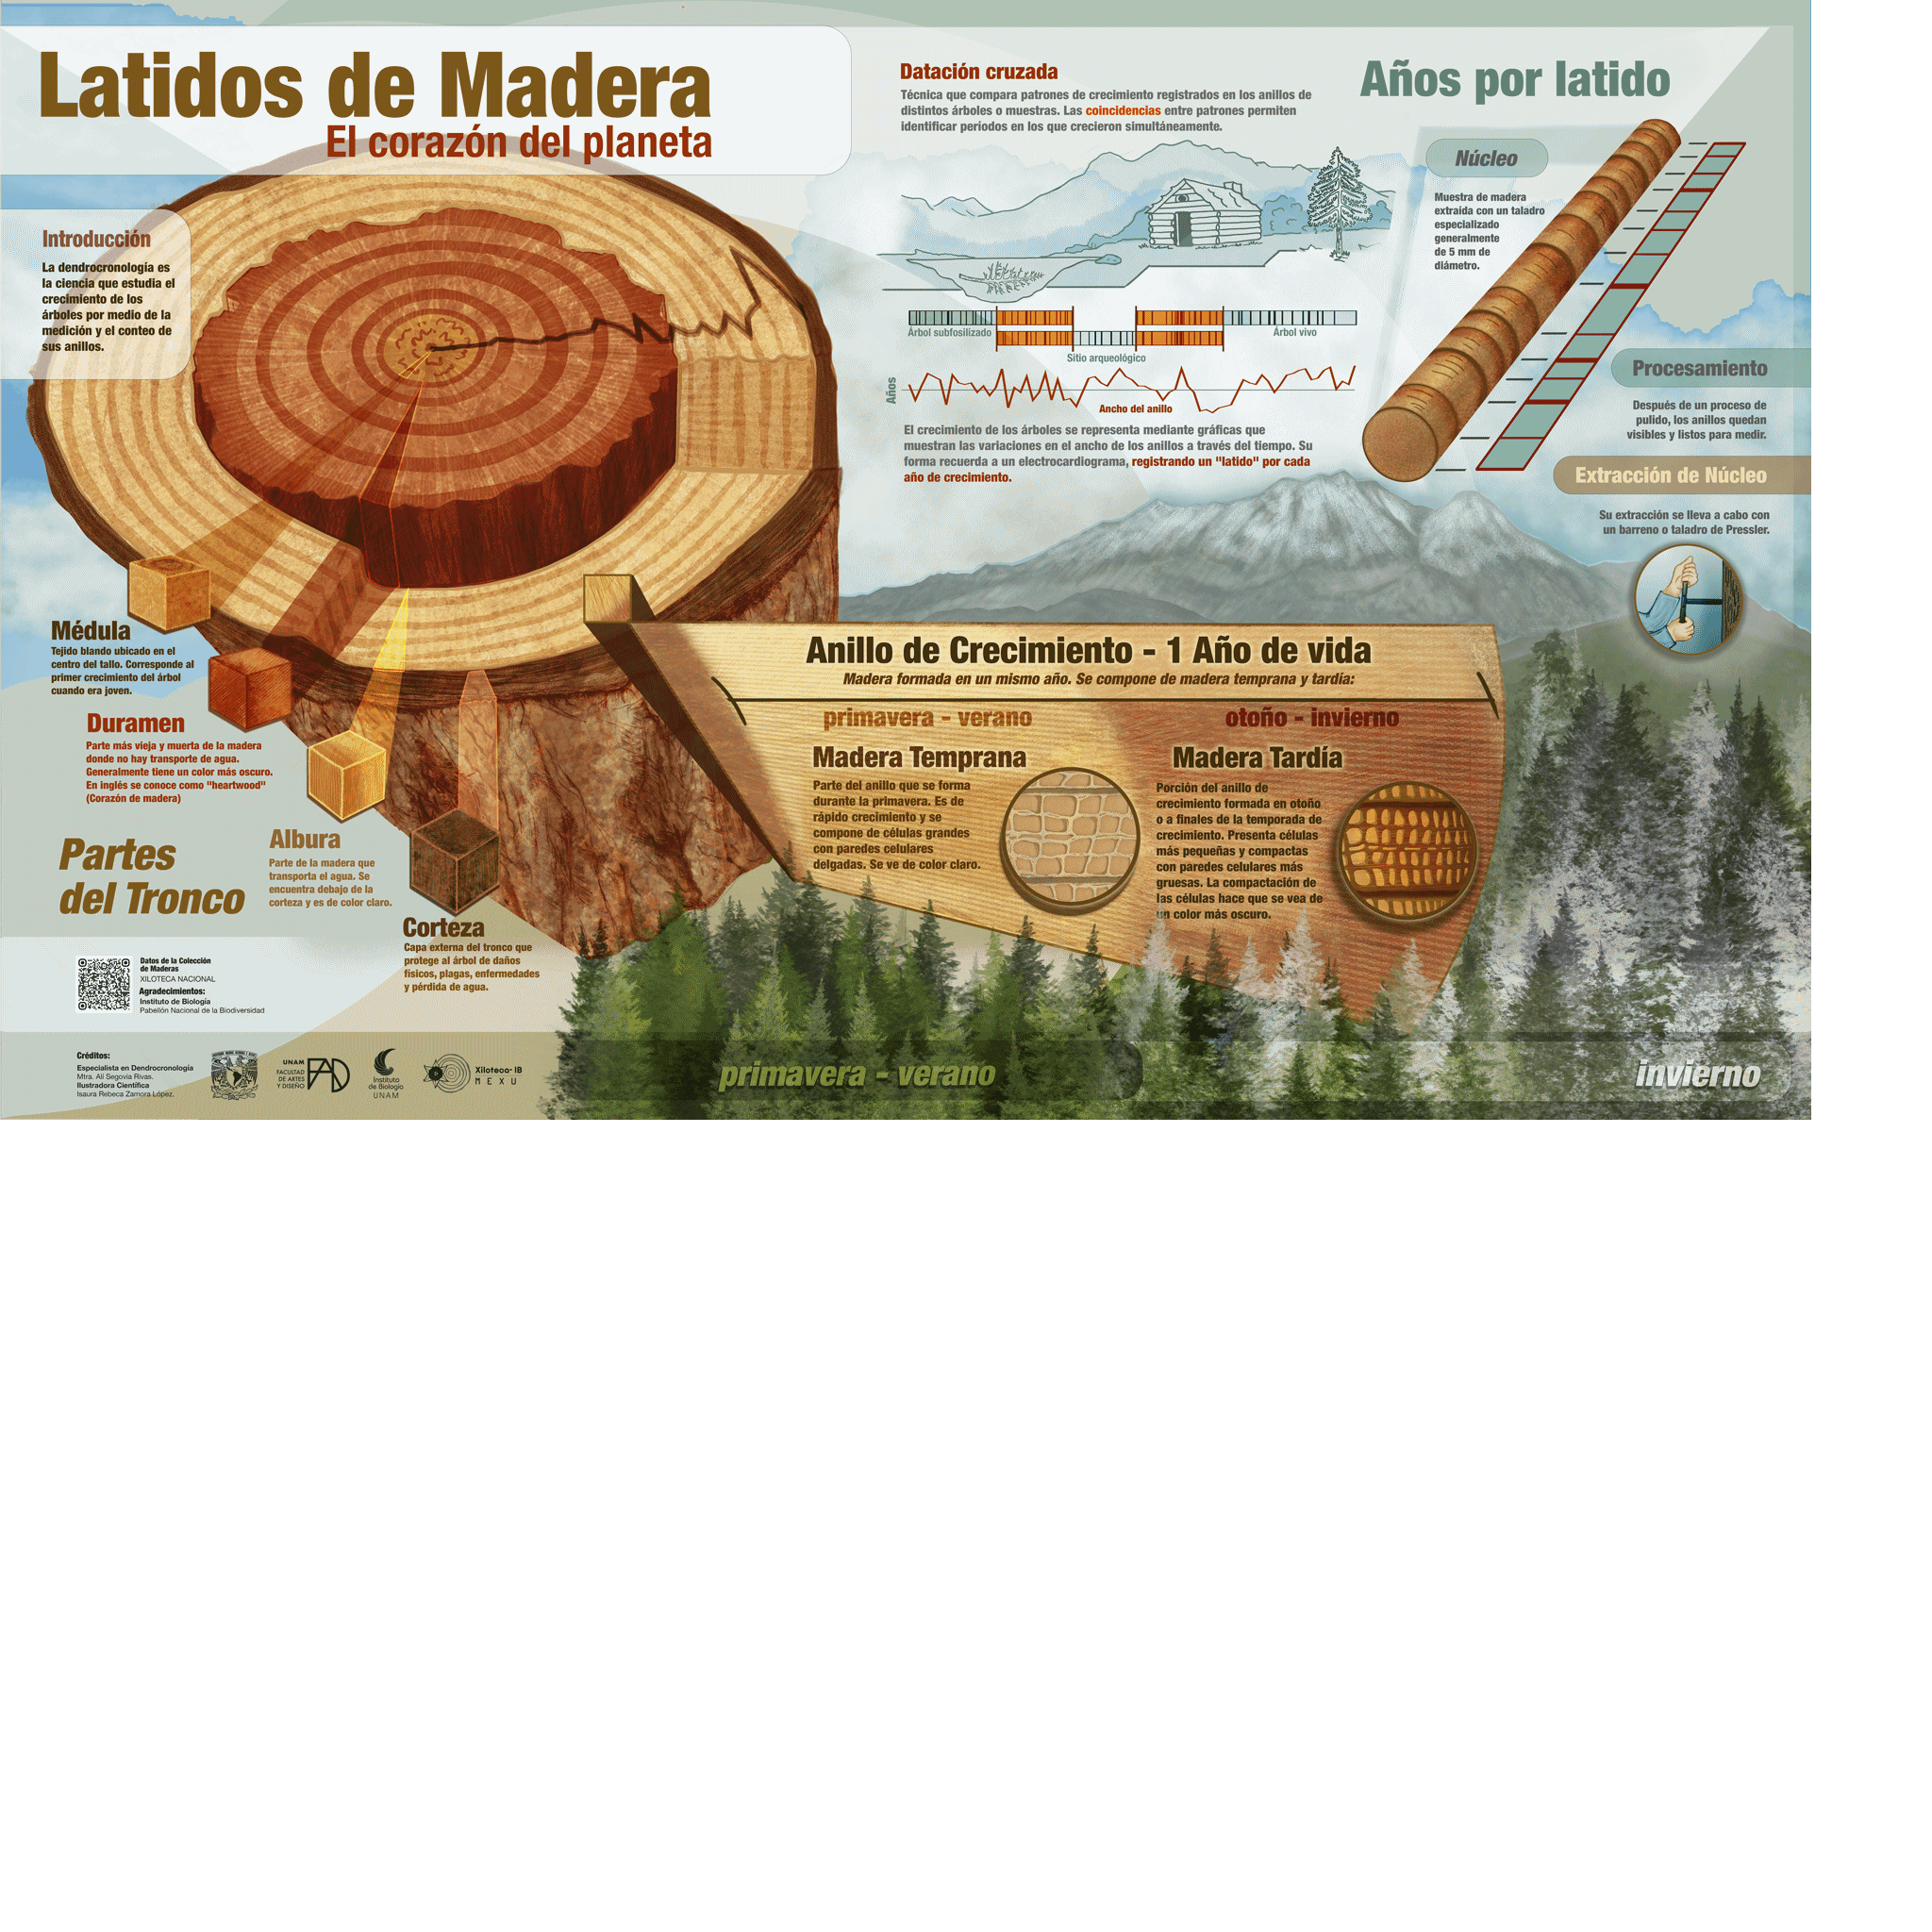 Latidos de Madera
El corazón del planeta
Introducción
La dendrocronología es
la ciencia que estudia el
crecimiento de los
árboles por medio de la
medición y el conteo de
sus anillos.
Datación cruzada
Técnica que compara patrones de crecimiento registrados en los anillos de
distintos árboles o muestras. Las coincidencias entre patrones permiten
identificar periodos en los que crecieron simultáneamente.
Árbol subfosilizado
Árbol vivo
Sitio arqueológico
Años
Ancho del anillo
El crecimiento de los árboles se representa mediante gráficas que
muestran las variaciones en el ancho de los anillos a través del tiempo. Su
forma recuerda a un electrocardiograma, registrando un "latido" por cada
año de crecimiento.
Años por latido
Núcleo
Muestra de madera
extraída con un taladro
especializado
generalmente
de 5 mm de
diámetro.
Procesamiento
Después de un proceso de
pulido, los anillos quedan
visibles y listos para medir.
Extracción de Núcleo
Su extracción se lleva a cabo con
un barreno o taladro de Pressler.
Médula
Tejido blando ubicado en el
centro del tallo. Corresponde al
primer crecimiento del árbol
cuando era joven.
Duramen
Parte más vieja y muerta de la madera
donde no hay transporte de agua.
Generalmente tiene un color más oscuro.
En inglés se conoce como "heartwood"
(Corazón de madera)
Albura
Parte de la madera que
transporta el agua. Se
encuentra debajo de la
corteza y es de color claro.
Corteza
Capa externa del tronco que
protege al árbol de daños
físicos, plagas, enfermedades
y pérdida de agua.
Partes
del Tronco
Anillo de Crecimiento - 1 Año de vida
Madera formada en un mismo año. Se compone de madera temprana y tardía:
primavera - verano
Madera Temprana
Parte del anillo que se forma
durante la primavera. Es de
rápido crecimiento y se
compone de células grandes
con paredes celulares
delgadas. Se ve de color claro.
otoño - invierno
Madera Tardía
Porción del anillo de
crecimiento formada en otoño
o a finales de la temporada de
crecimiento. Presenta células
más pequeñas y compactas
con paredes celulares más
gruesas. La compactación de
las células hace que se vea de
un color más oscuro.
Datos de la Colección
de Maderas
XILOTECA NACIONAL
Agradecimientos:
Instituto de Biología
Pabellón Nacional de la Biodiversidad
Créditos:
Especialista en Dendrocronología
Mtra. Alí Segovia Rivas.
Ilustradora Científica
Isaura Rebeca Zamora López.
UNAM
FACULTAD
DE ARTES
Y DISEÑO
FAD
Instituto
de Biología
UNAM
Xiloteca-IB
MEXU
primavera - verano
invierno